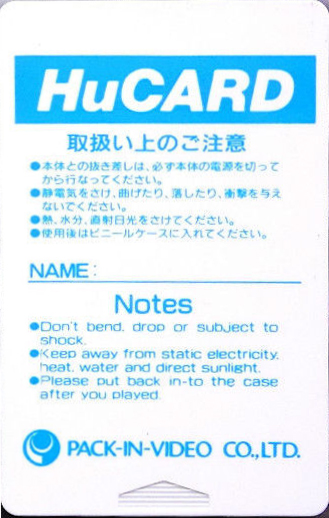 HuCARD
取扱い上のご注意
●本体との抜き差しは、必ず本体の電源を切って
から行なってください。
●静電気をさけ、曲げたり、落したり、衝撃を与え
ないでください。
●熱、水分、直射日光をさけてください。
●使用後はビニールケースに入れてください。
NAME:
Notes
●Don't bend, drop or subject to
shock.
●Keep away from static electricity,
heat, water and direct sunlight.
●Please put back in-to the case
after you played.
PACK-IN-VIDEO CO.,LTD.